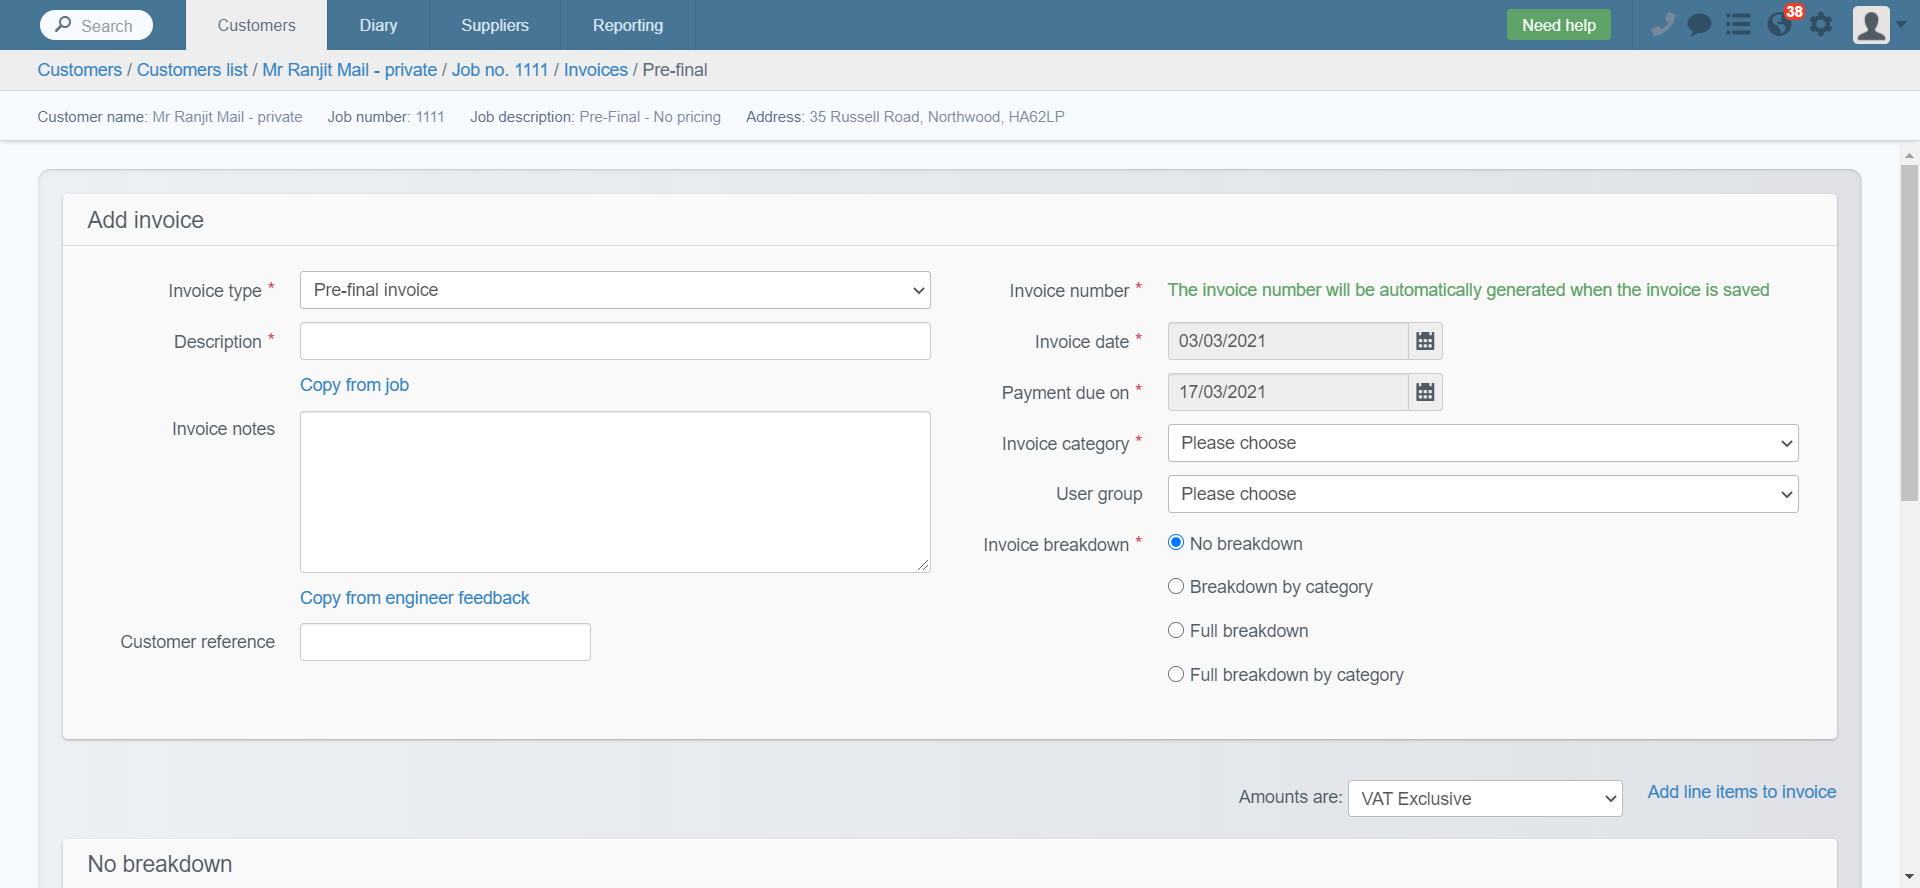 Search
Customers
Diary
Suppliers
Reporting
Need help
38
Customers / Customers list / Mr Ranjit Mail - private / Job no. 1111 / Invoices / Pre-final
Customer name: Mr Ranjit Mail - private Job number: 1111 Job description: Pre-Final - No pricing Address: 35 Russell Road, Northwood, HA62LP
Add invoice
Invoice type *
Pre-final invoice
Description *
Copy from job
Invoice notes
Copy from engineer feedback
Customer reference
Invoice number *
The invoice number will be automatically generated when the invoice is saved
Invoice date *
03/03/2021
Payment due on *
17/03/2021
Invoice category *
Please choose
User group
Please choose
Invoice breakdown *
No breakdown
Breakdown by category
Full breakdown
Full breakdown by category
Amounts are:
VAT Exclusive
Add line items to invoice
No breakdown